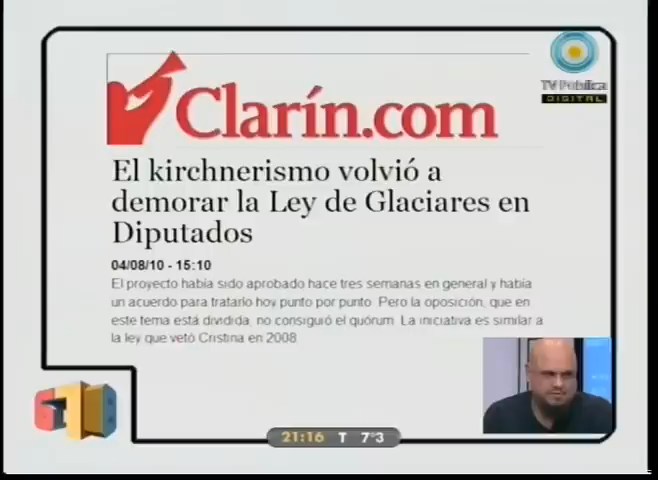 Clarín.com
TV Pública
DIGITAL
El kirchnerismo volvió a
demorar la Ley de Glaciares en
Diputados
04/08/10 - 15:10
El proyecto había sido aprobado hace tres semanas en general y había
un acuerdo para tratarlo hoy punto por punto. Pero la oposición, que en
este tema está dividida, no consiguió el quórum. La iniciativa es similar a
la ley que vetó Cristina en 2008
678
21:16 T 7°3